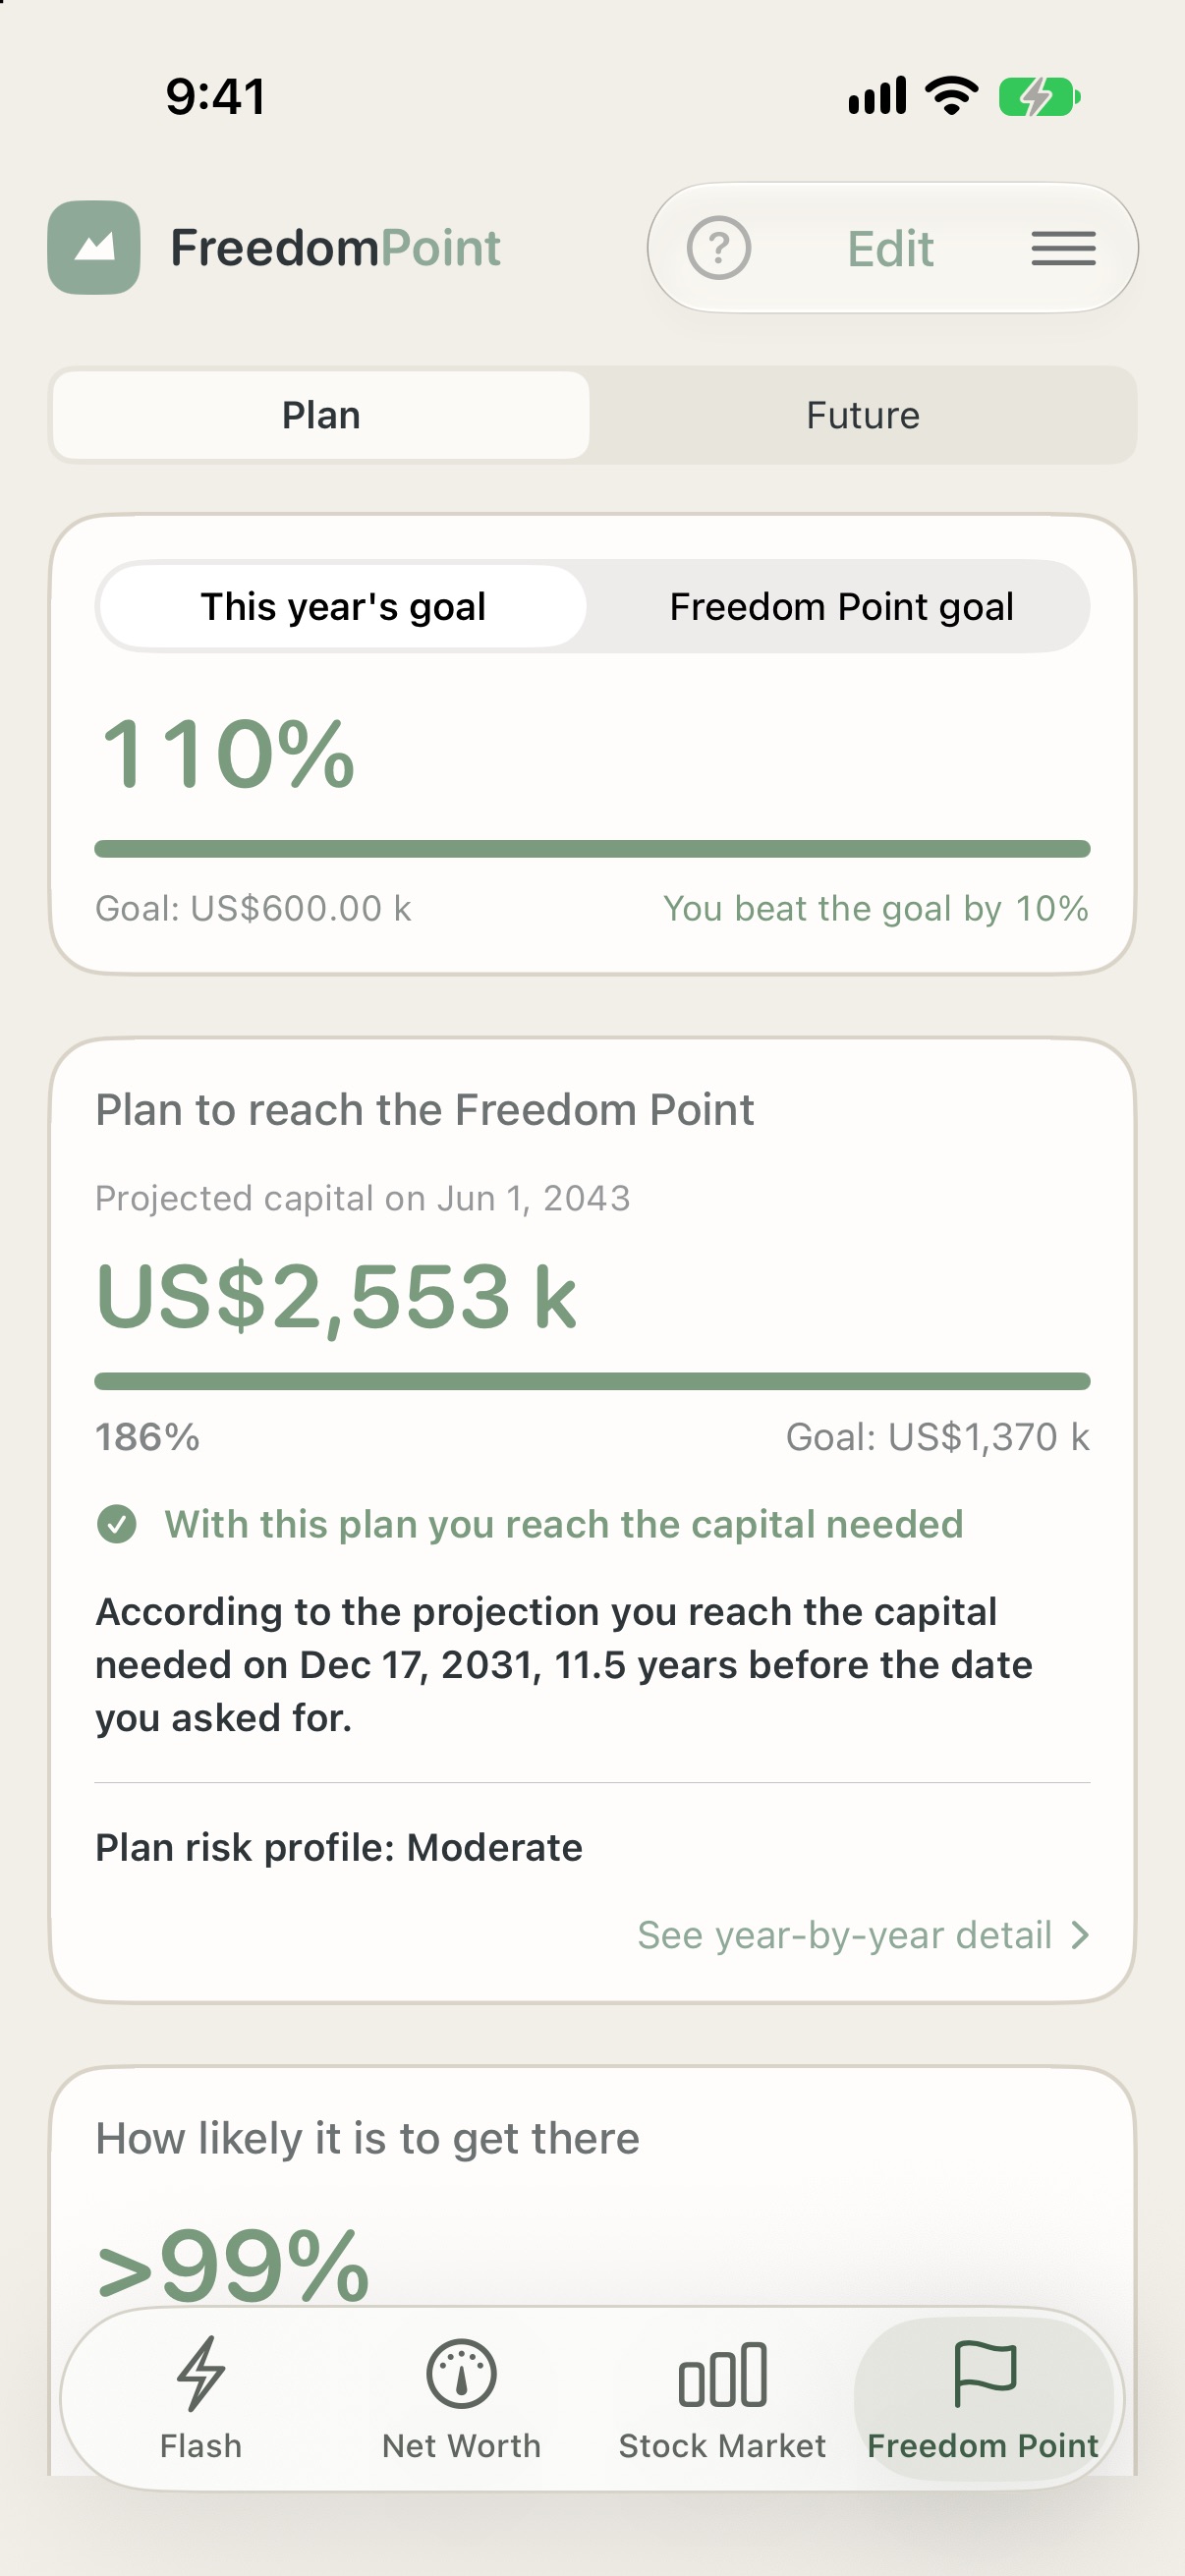 9:41
FreedomPoint
? Edit
Plan Future
This year's goal Freedom Point goal
110%
Goal: US$600.00 k You beat the goal by 10%
Plan to reach the Freedom Point
Projected capital on Jun 1, 2043
US$2,553 k
186% Goal: US$1,370 k
With this plan you reach the capital needed
According to the projection you reach the capital
needed on Dec 17, 2031, 11.5 years before the date
you asked for.
Plan risk profile: Moderate
See year-by-year detail
How likely it is to get there
>99%
Flash Net Worth Stock Market Freedom Point